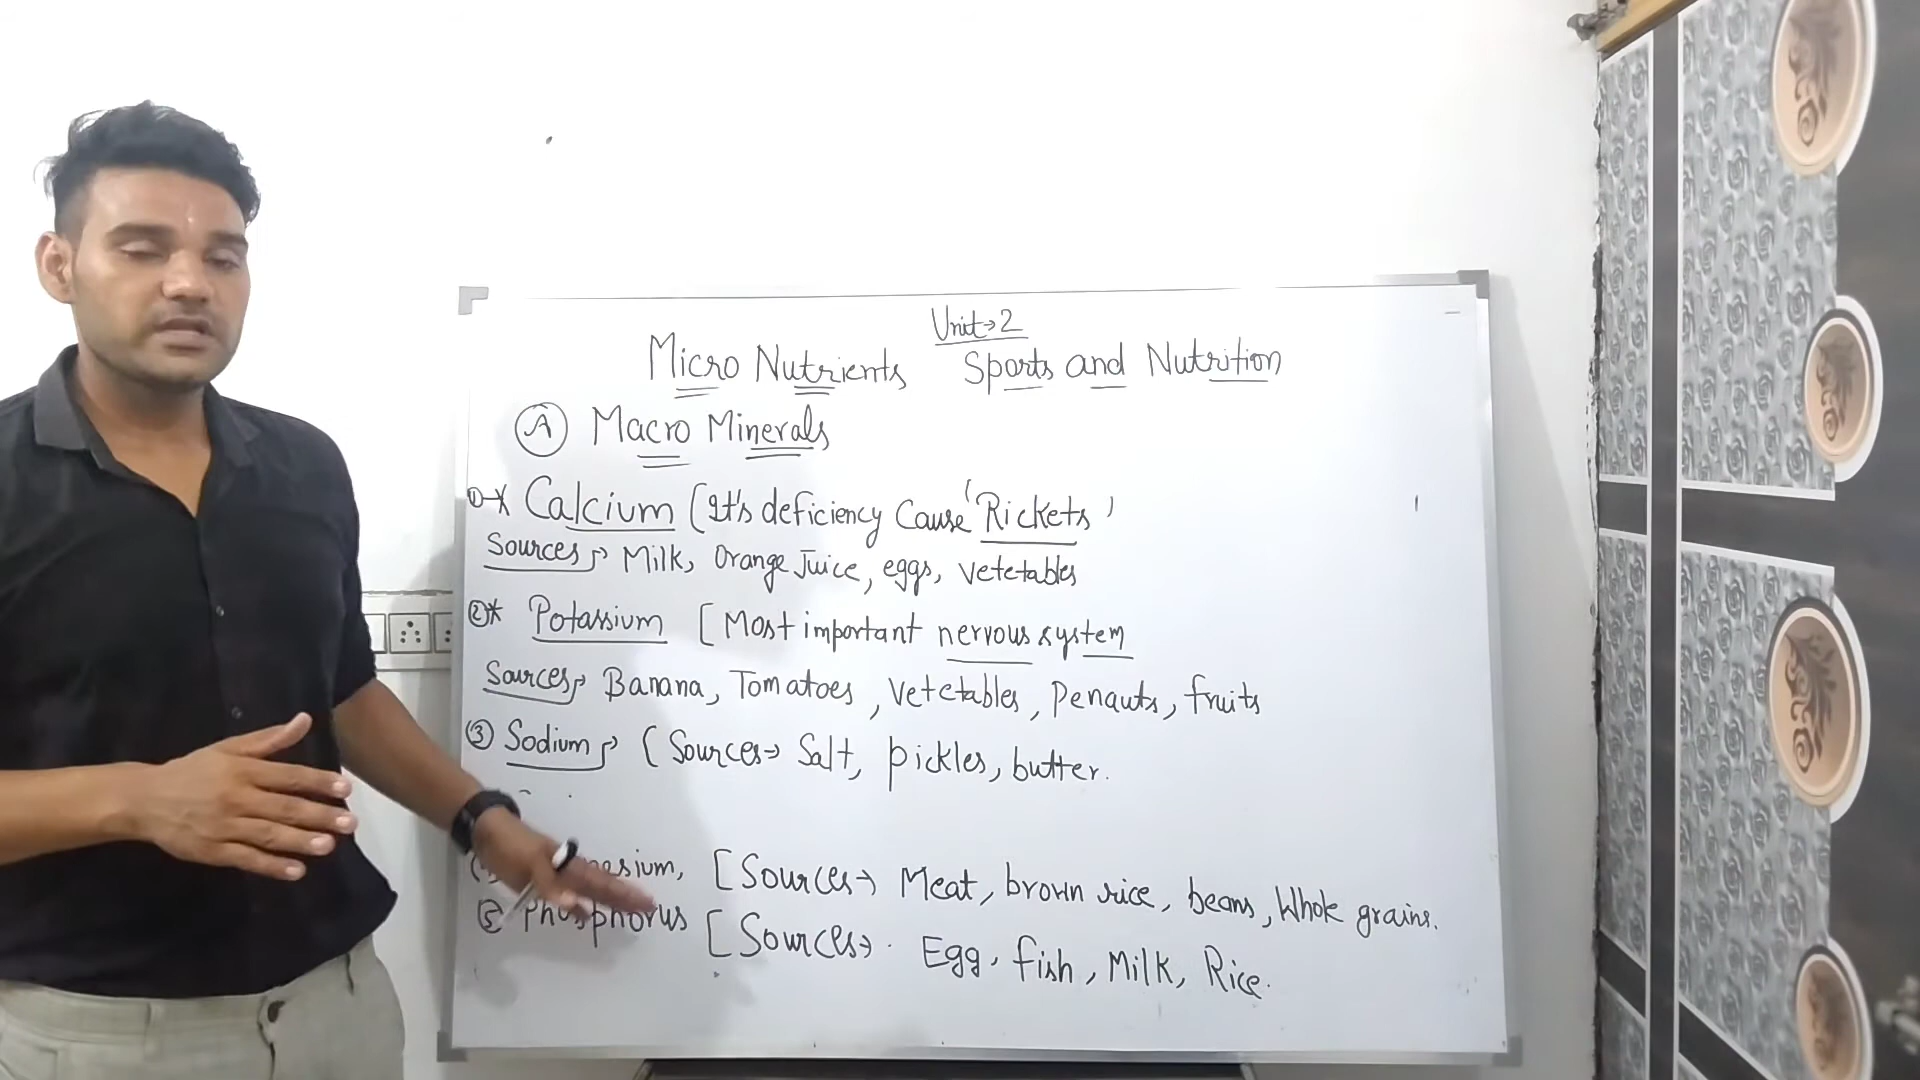 Unit→2
Micro Nutrients Sports and Nutrition
A Macro Minerals
①→* Calcium (It's deficiency Cause 'Rickets'
Sources → Milk, Orange Juice, eggs, vetetables
②* Potassium [Most important nervous system
Sources → Banana, Tomatoes, vetetables, Penauts, fruits
③ Sodium → (Sources→ Salt, pickles, butter.
[Sources→ Meat, brown rice, beans, Whole grains.
⑤ Phosphorus [Sources→ Egg, fish, Milk, Rice.